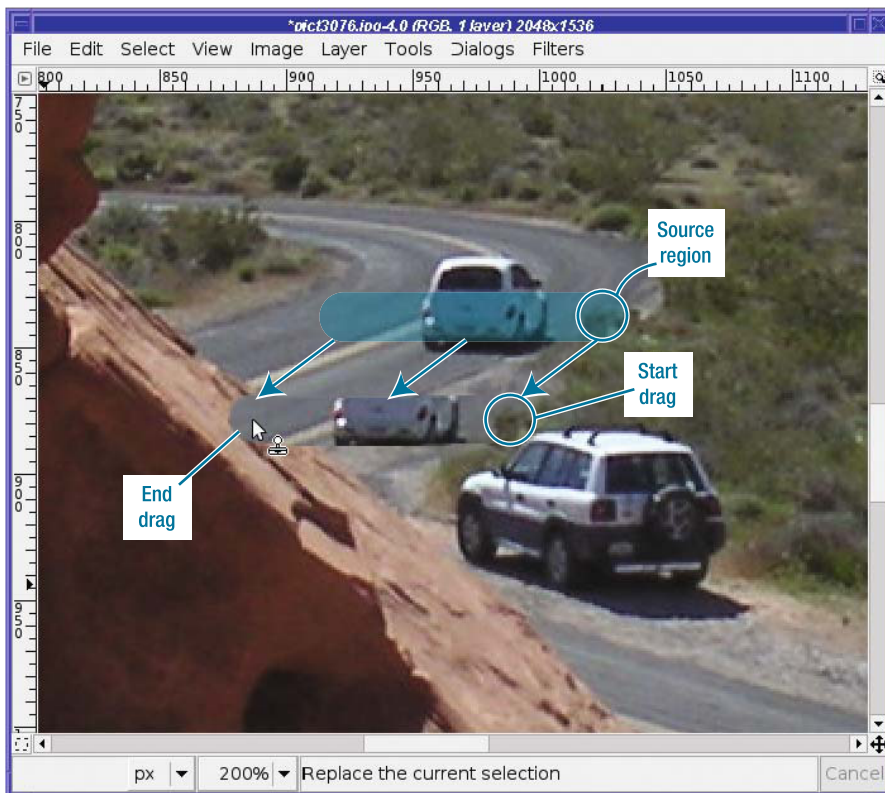 *pict3076.jpg-4.0 (RGB, 1 layer) 2048x1536
File Edit Select View Image Layer Tools Dialogs Filters
800 850 900 950 1000 1050 1100
750
800
850
900
950
Source
region
Start
drag
End
drag
px 200% Replace the current selection Cancel